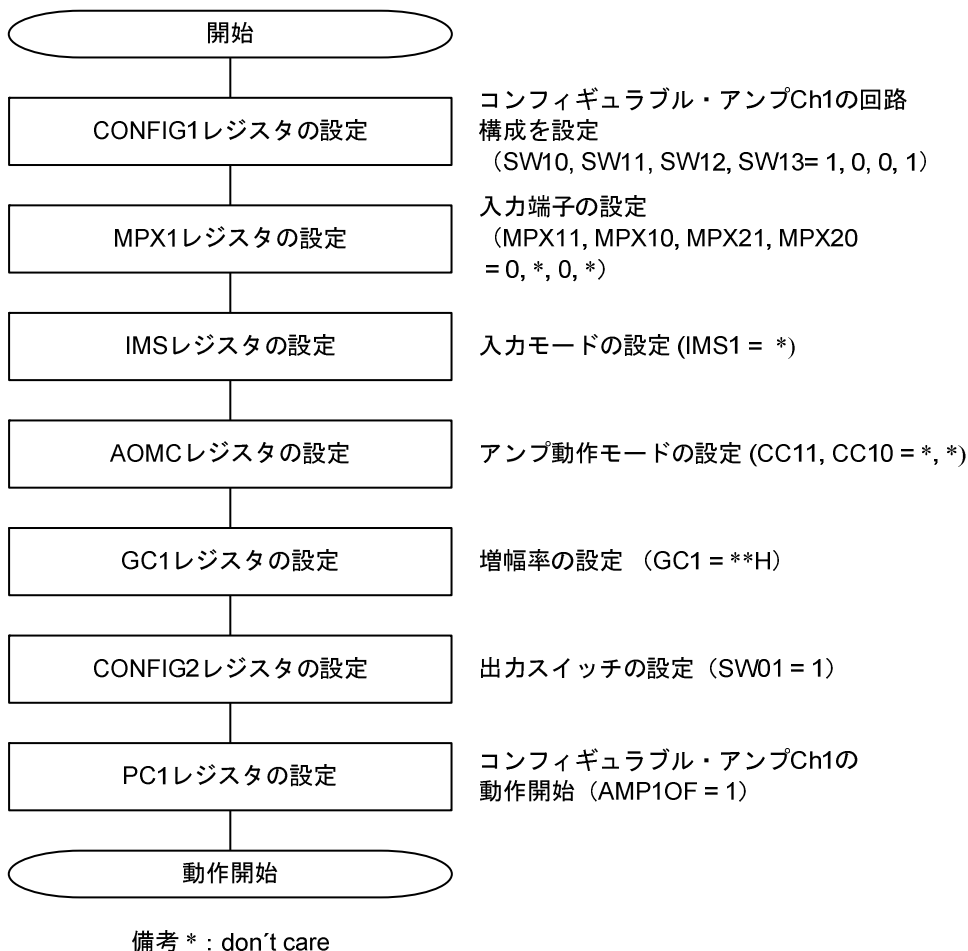 開始
CONFIG1レジスタの設定
コンフィギュラブル・アンプCh1の回路
構成を設定
（SW10, SW11, SW12, SW13= 1, 0, 0, 1）
MPX1レジスタの設定
入力端子の設定
（MPX11, MPX10, MPX21, MPX20
= 0, *, 0, *）
IMSレジスタの設定
入力モードの設定 (IMS1 = *)
AOMCレジスタの設定
アンプ動作モードの設定 (CC11, CC10 = *, *)
GC1レジスタの設定
増幅率の設定 （GC1 = **H）
CONFIG2レジスタの設定
出力スイッチの設定（SW01 = 1）
PC1レジスタの設定
コンフィギュラブル・アンプCh1の
動作開始（AMP1OF = 1）
動作開始
備考 *：don´t care